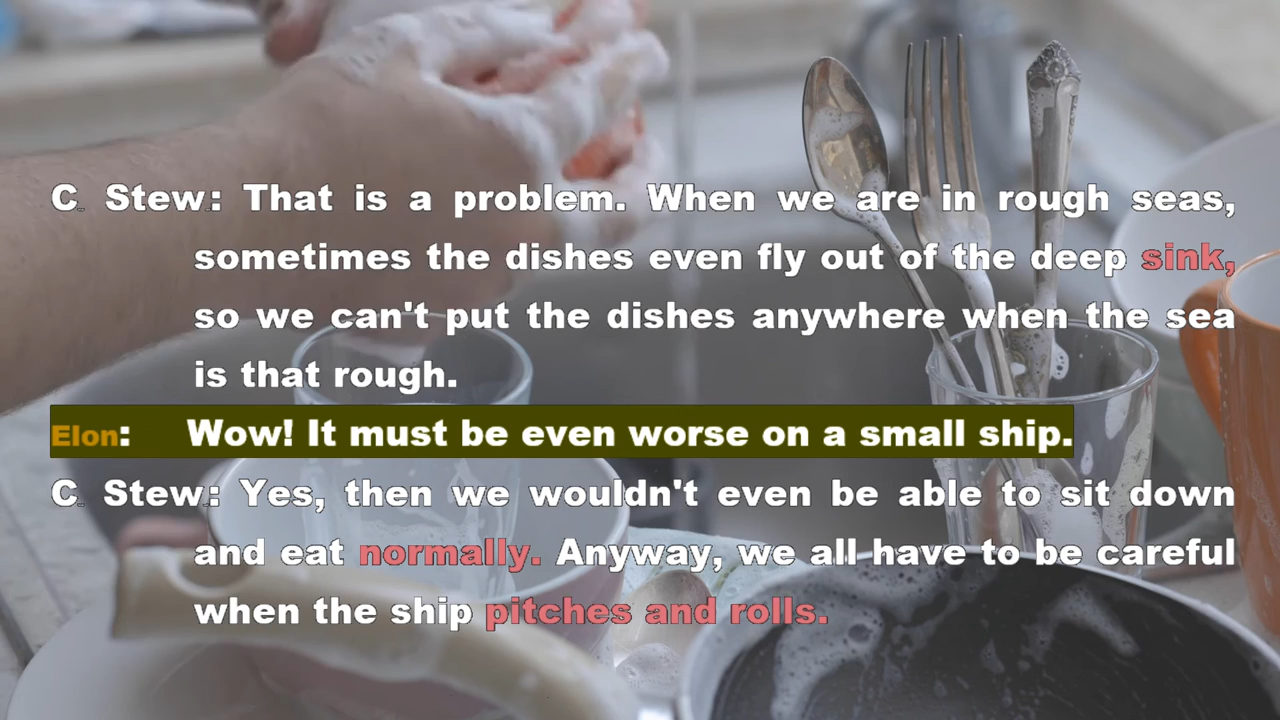 C. Stew: That is a problem. When we are in rough seas,
sometimes the dishes even fly out of the deep sink,
so we can't put the dishes anywhere when the sea
is that rough.
Elon: Wow! It must be even worse on a small ship.
C. Stew: Yes, then we wouldn't even be able to sit down
and eat normally. Anyway, we all have to be careful
when the ship pitches and rolls.